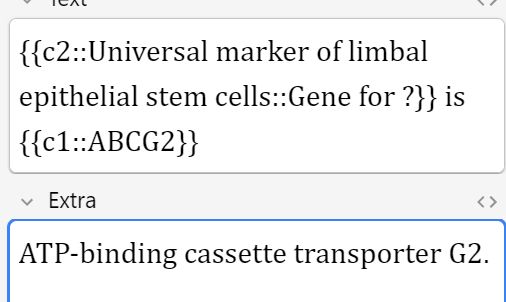 Text
{{c2::Universal marker of limbal
epithelial stem cells::Gene for ?}} is
{{c1::ABCG2}}
Extra
ATP-binding cassette transporter G2.